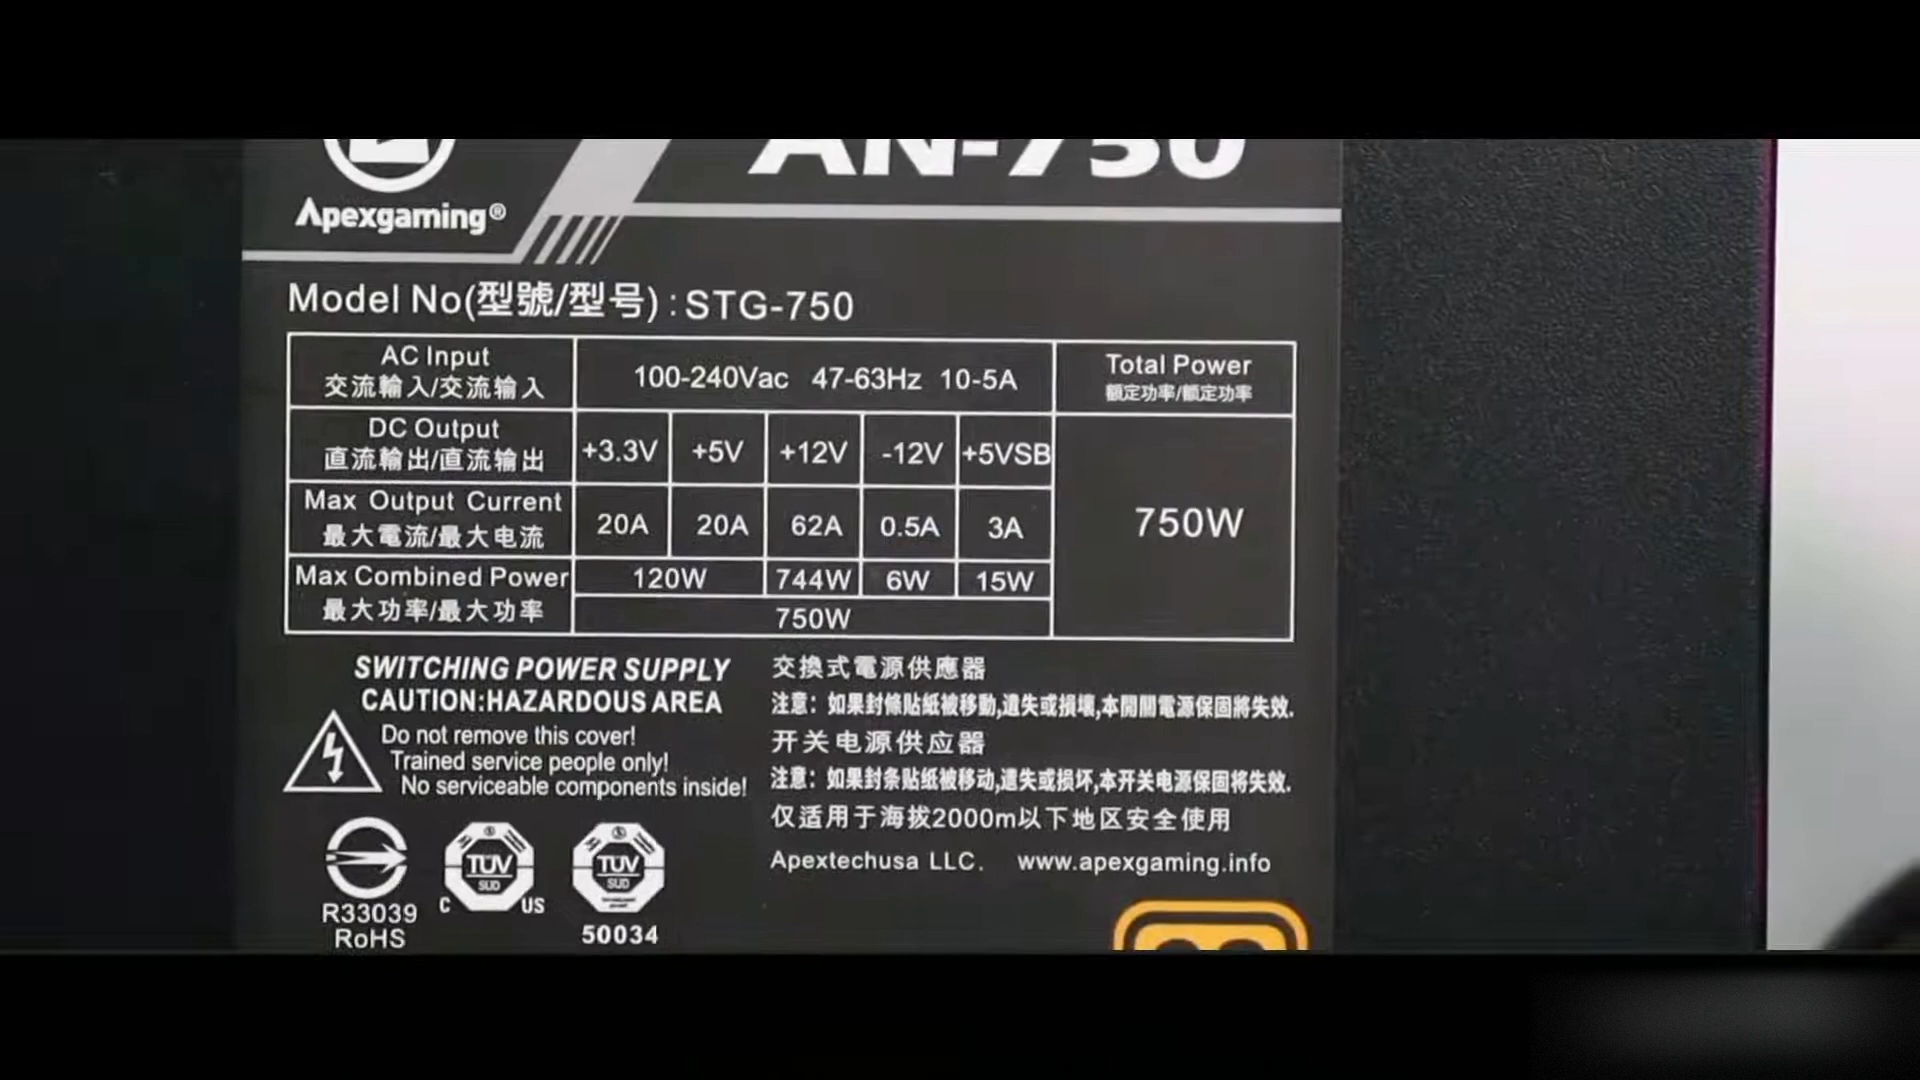 AN-750
Apexgaming®
Model No(型號/型号) : STG-750
AC Input
交流輸入/交流输入
100-240Vac 47-63Hz 10-5A
Total Power
額定功率/額定功率
DC Output
直流輸出/直流输出
+3.3V +5V +12V -12V +5VSB
Max Output Current
最大電流/最大电流
20A 20A 62A 0.5A 3A
750W
Max Combined Power
最大功率/最大功率
120W 744W 6W 15W
750W
SWITCHING POWER SUPPLY
CAUTION:HAZARDOUS AREA
Do not remove this cover!
Trained service people only!
No serviceable components inside!
交換式電源供應器
注意: 如果封條貼紙被移動,遺失或損壞,本開關電源保固將失效.
开关电源供应器
注意: 如果封条贴纸被移动,遺失或损坏,本开关电源保固将失效.
仅适用于海拔2000m以下地区安全使用
Apextechusa LLC. www.apexgaming.info
R33039
RoHS
TÜV
SUD
C US
TÜV
SUD
50034